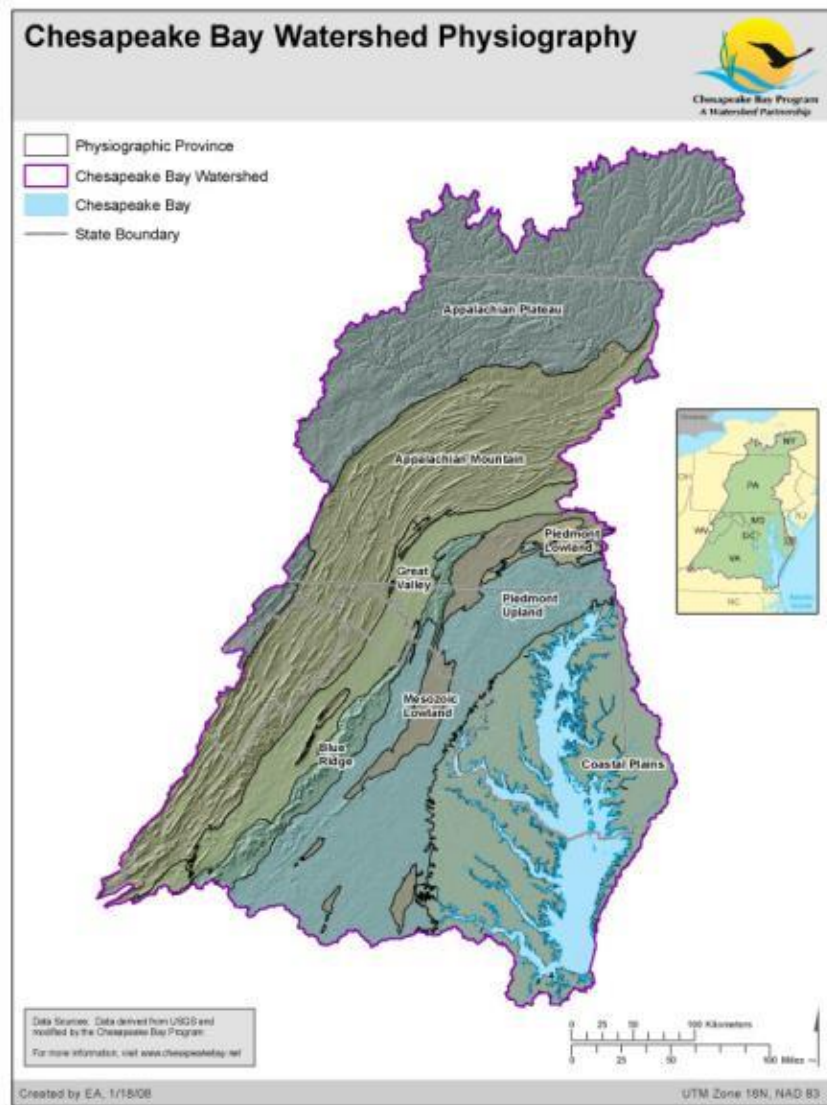 Chesapeake Bay Watershed Physiography
Chesapeake Bay Program
A Watershed Partnership
Physiographic Province
Chesapeake Bay Watershed
Chesapeake Bay
State Boundary
Appalachian Plateau
Appalachian Mountain
Piedmont
Lowland
Great
Valley
Piedmont
Upland
Mesozoic
Lowland
Blue
Ridge
Coastal Plains
NY
PA
OH
NJ
MD
DC
WV
VA
NC
Data Sources: Data derived from USGS and
modified by the Chesapeake Bay Program
For more information, visit www.chesapeakebay.net
0 25 50 100 Kilometers
0 25 50 100 Miles
Created by EA, 1/18/08
UTM Zone 18N, NAD 83